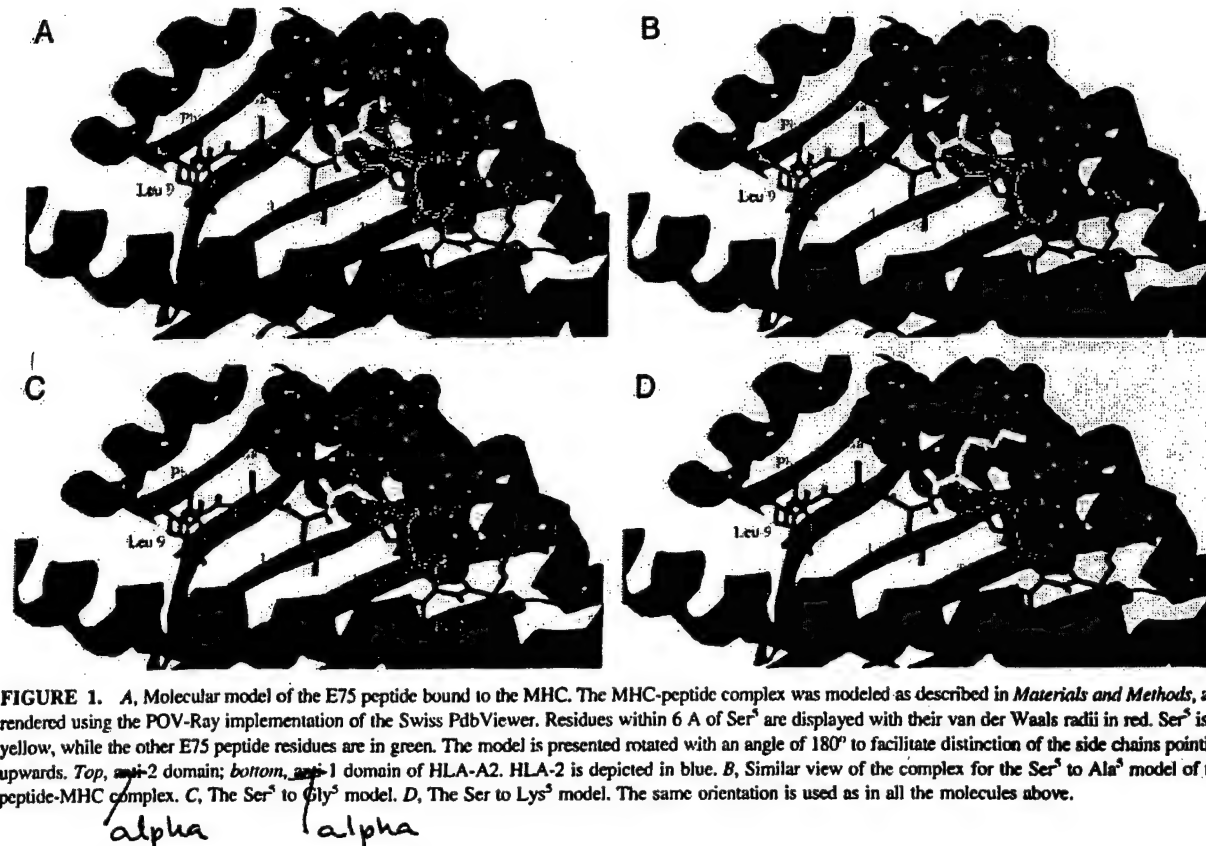 A
B
Ph
Leu 9
Ph
Leu 9
C
D
Ph
Leu 9
Ph
Leu 9
FIGURE 1. A, Molecular model of the E75 peptide bound to the MHC. The MHC-peptide complex was modeled as described in Materials and Methods, a
rendered using the POV-Ray implementation of the Swiss PdbViewer. Residues within 6 A of Ser⁵ are displayed with their van der Waals radii in red. Ser⁵ is
yellow, while the other E75 peptide residues are in green. The model is presented rotated with an angle of 180° to facilitate distinction of the side chains pointi
upwards. Top, anti-2 domain; bottom, anti-1 domain of HLA-A2. HLA-2 is depicted in blue. B, Similar view of the complex for the Ser⁵ to Ala⁵ model of
peptide-MHC complex. C, The Ser⁵ to Gly⁵ model. D, The Ser to Lys⁵ model. The same orientation is used as in all the molecules above.
alpha alpha